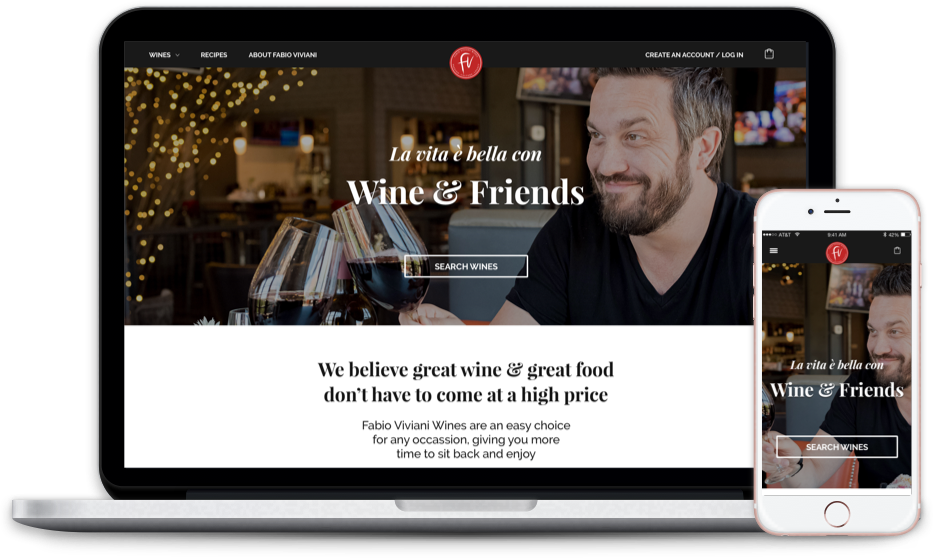 WINES
RECIPES
ABOUT FABIO VIVIANI
fv
CREATE AN ACCOUNT / LOG IN
La vita è bella con
Wine & Friends
SEARCH WINES
We believe great wine & great food
don't have to come at a high price
Fabio Viviani Wines are an easy choice
for any occassion, giving you more
time to sit back and enjoy
AT&T
9:41 AM
42%
fv
La vita è bella con
Wine & Friends
SEARCH WINES